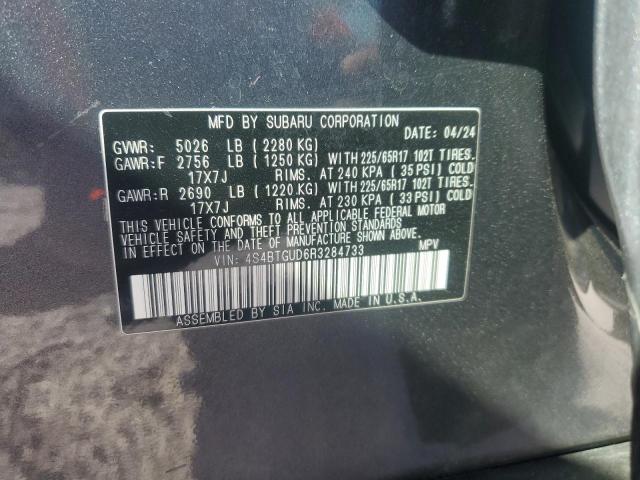 MFD BY SUBARU CORPORATION
DATE: 04/24
GVWR: 5026 LB (2280 KG)
GAWR:F 2756 LB (1250 KG) WITH 225/65R17 102T TIRES.
17X7J RIMS. AT 240 KPA (35 PSI) COLD
GAWR:R 2690 LB (1220 KG) WITH 225/65R17 102T TIRES.
17X7J RIMS. AT 230 KPA (33 PSI) COLD
THIS VEHICLE CONFORMS TO ALL APPLICABLE FEDERAL MOTOR
VEHICLE SAFETY AND THEFT PREVENTION STANDARDS
IN EFFECT ON THE DATE OF MANUFACTURE SHOWN ABOVE.
VIN: 4S4BTGUD6R3284733 MPV
ASSEMBLED BY SIA INC. MADE IN U.S.A.